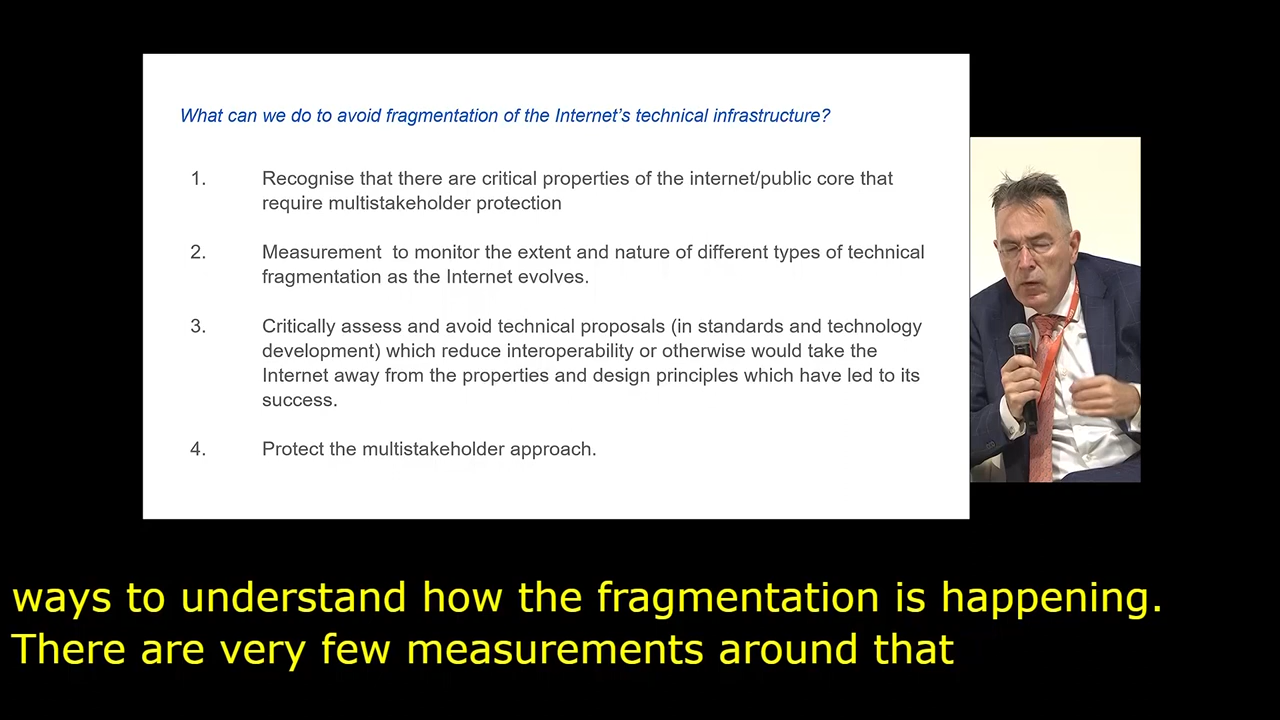 What can we do to avoid fragmentation of the Internet's technical infrastructure?
1. Recognise that there are critical properties of the internet/public core that
require multistakeholder protection
2. Measurement  to monitor the extent and nature of different types of technical
fragmentation as the Internet evolves.
3. Critically assess and avoid technical proposals (in standards and technology
development) which reduce interoperability or otherwise would take the
Internet away from the properties and design principles which have led to its
success.
4. Protect the multistakeholder approach.
ways to understand how the fragmentation is happening.
There are very few measurements around that